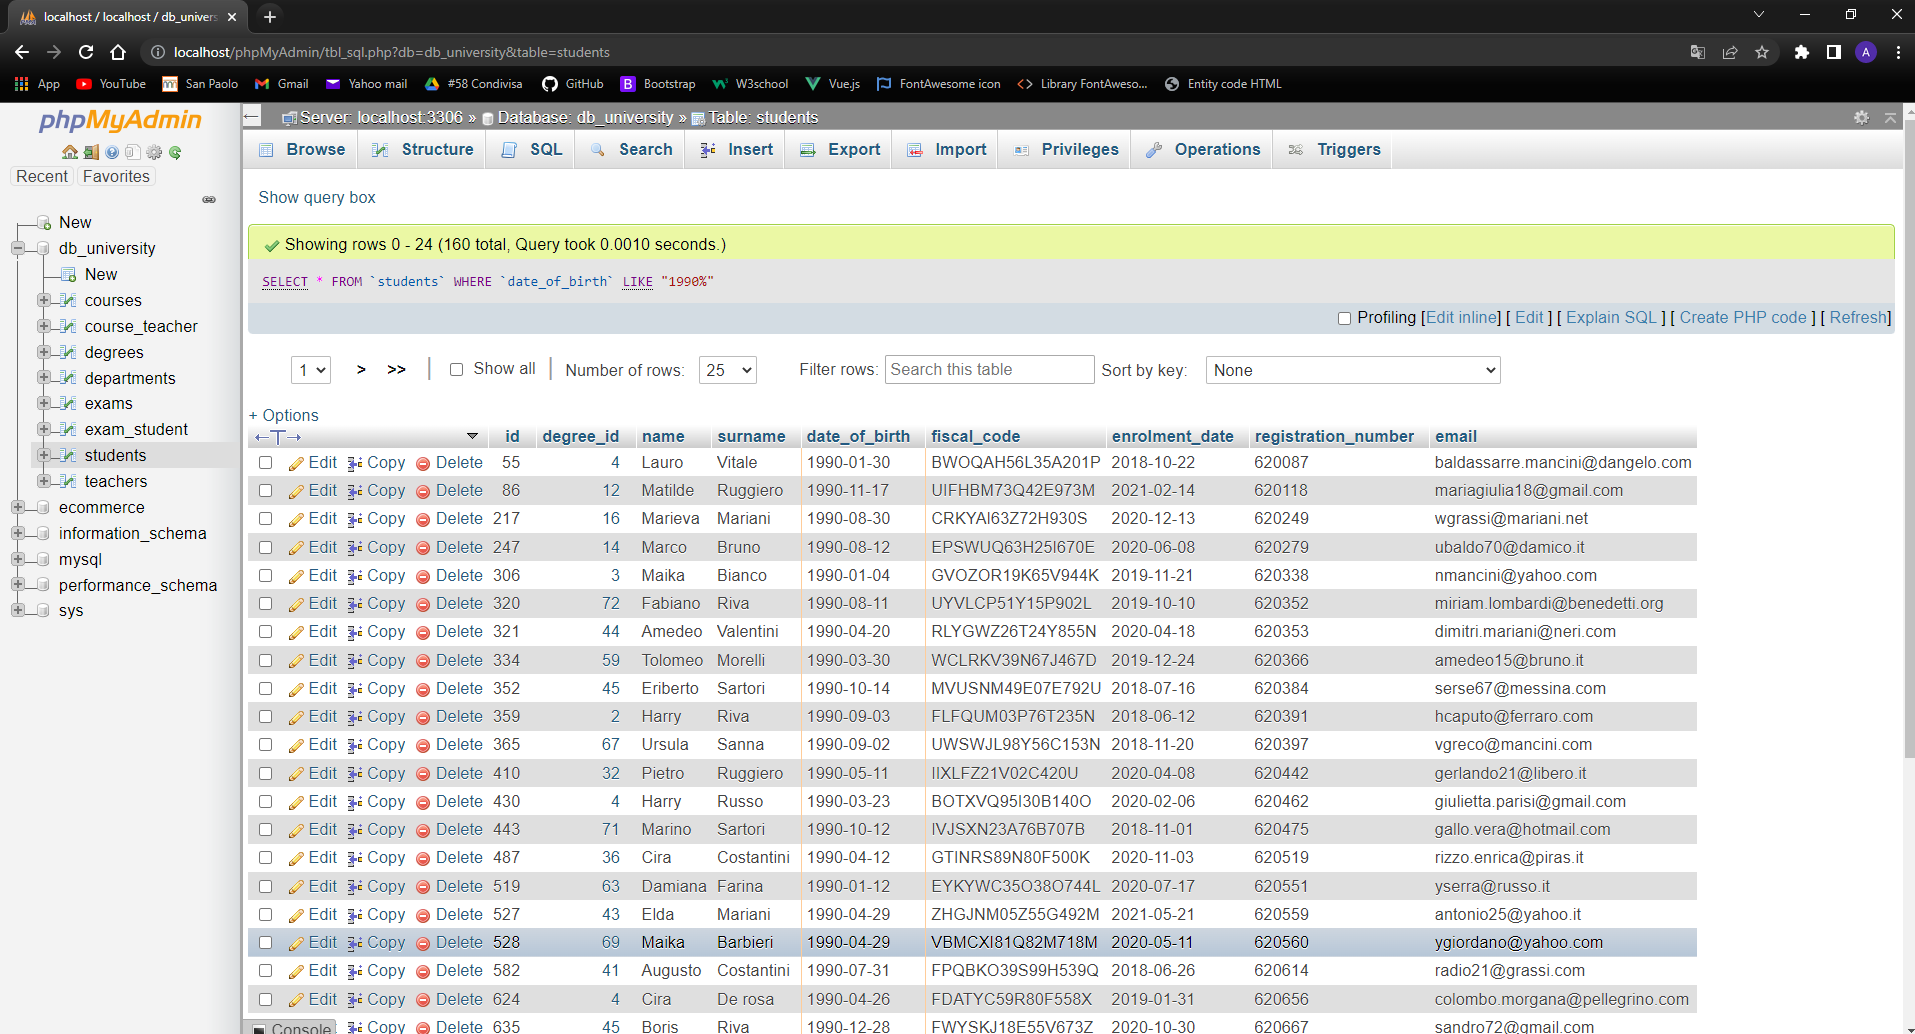 localhost / localhost / db_univers
localhost/phpMyAdmin/tbl_sql.php?db=db_university&table=students
A
App YouTube San Paolo Gmail Yahoo mail #58 Condivisa GitHub Bootstrap W3school Vue.js FontAwesome icon Library FontAweso... Entity code HTML
phpMyAdmin
Recent Favorites
New
db_university
New
courses
course_teacher
degrees
departments
exams
exam_student
students
teachers
ecommerce
information_schema
mysql
performance_schema
sys
Server: localhost:3306 » Database: db_university » Table: students
Browse Structure SQL Search Insert Export Import Privileges Operations Triggers
Show query box
Showing rows 0 - 24 (160 total, Query took 0.0010 seconds.)
SELECT * FROM `students` WHERE `date_of_birth` LIKE "1990%"
Profiling [Edit inline] [ Edit ] [ Explain SQL ] [ Create PHP code ] [ Refresh]
1 > >> | Show all | Number of rows: 25 Filter rows: Search this table Sort by key: None
+ Options
←T→ id degree_id name surname date_of_birth fiscal_code enrolment_date registration_number email
Edit Copy Delete 55 4 Lauro Vitale 1990-01-30 BWOQAH56L35A201P 2018-10-22 620087 baldassarre.mancini@dangelo.com
Edit Copy Delete 86 12 Matilde Ruggiero 1990-11-17 UIFHBM73Q42E973M 2021-02-14 620118 mariagiulia18@gmail.com
Edit Copy Delete 217 16 Marieva Mariani 1990-08-30 CRKYAI63Z72H930S 2020-12-13 620249 wgrassi@mariani.net
Edit Copy Delete 247 14 Marco Bruno 1990-08-12 EPSWUQ63H25I670E 2020-06-08 620279 ubaldo70@damico.it
Edit Copy Delete 306 3 Maika Bianco 1990-01-04 GVOZOR19K65V944K 2019-11-21 620338 nmancini@yahoo.com
Edit Copy Delete 320 72 Fabiano Riva 1990-08-11 UYVLCP51Y15P902L 2019-10-10 620352 miriam.lombardi@benedetti.org
Edit Copy Delete 321 44 Amedeo Valentini 1990-04-20 RLYGWZ26T24Y855N 2020-04-18 620353 dimitri.mariani@neri.com
Edit Copy Delete 334 59 Tolomeo Morelli 1990-03-30 WCLRKV39N67J467D 2019-12-24 620366 amedeo15@bruno.it
Edit Copy Delete 352 45 Eriberto Sartori 1990-10-14 MVUSNM49E07E792U 2018-07-16 620384 serse67@messina.com
Edit Copy Delete 359 2 Harry Riva 1990-09-03 FLFQUM03P76T235N 2018-06-12 620391 hcaputo@ferraro.com
Edit Copy Delete 365 67 Ursula Sanna 1990-09-02 UWSWJL98Y56C153N 2018-11-20 620397 vgreco@mancini.com
Edit Copy Delete 410 32 Pietro Ruggiero 1990-05-11 IIXLFZ21V02C420U 2020-04-08 620442 gerlando21@libero.it
Edit Copy Delete 430 4 Harry Russo 1990-03-23 BOTXVQ95I30B140O 2020-02-06 620462 giulietta.parisi@gmail.com
Edit Copy Delete 443 71 Marino Sartori 1990-10-12 IVJSXN23A76B707B 2018-11-01 620475 gallo.vera@hotmail.com
Edit Copy Delete 487 36 Cira Costantini 1990-04-12 GTINRS89N80F500K 2020-11-03 620519 rizzo.enrica@piras.it
Edit Copy Delete 519 63 Damiana Farina 1990-01-12 EYKYWC35O38O744L 2020-07-17 620551 yserra@russo.it
Edit Copy Delete 527 43 Elda Mariani 1990-04-29 ZHGJNM05Z55G492M 2021-05-21 620559 antonio25@yahoo.it
Edit Copy Delete 528 69 Maika Barbieri 1990-04-29 VBMCXI81Q82M718M 2020-05-11 620560 ygiordano@yahoo.com
Edit Copy Delete 582 41 Augusto Costantini 1990-07-31 FPQBKO39S99H539Q 2018-06-26 620614 radio21@grassi.com
Edit Copy Delete 624 4 Cira De rosa 1990-04-26 FDATYC59R80F558X 2019-01-31 620656 colombo.morgana@pellegrino.com
Edit Copy Delete 635 45 Boris Riva 1990-12-28 FWYSKJ18E55V673Z 2020-10-30 620667 sandro72@gmail.com
Console